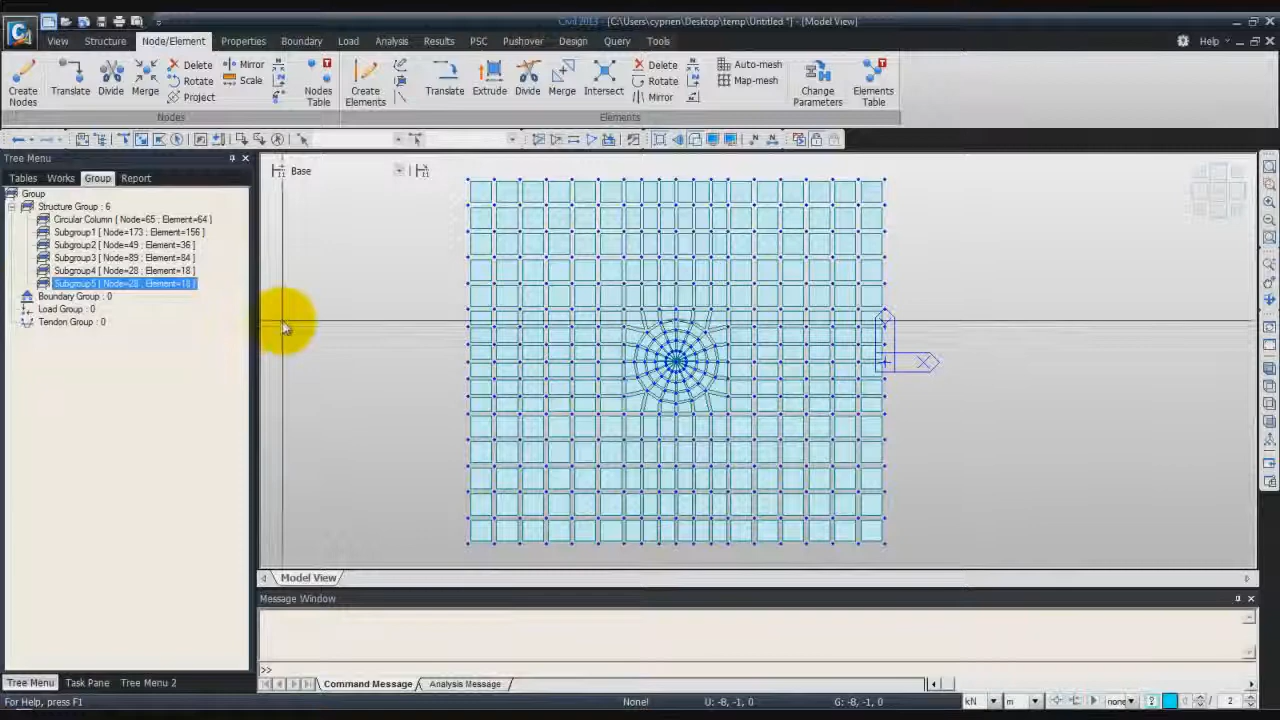 Civil 2013 - [C:\Users\cyprien\Desktop\temp\Untitled *] - [Model View]
View Structure Node/Element Properties Boundary Load Analysis Results PSC Pushover Design Query Tools Help
Create Nodes
Translate
Divide
Merge
Delete
Rotate
Project
Mirror
Scale
Nodes Table
Create Elements
Translate
Extrude
Divide
Merge
Intersect
Delete
Rotate
Mirror
Auto-mesh
Map-mesh
Change Parameters
Elements Table
Nodes
Elements
Tree Menu
Tables Works Group Report
Group
Structure Group : 6
Circular Column [ Node=65 ; Element=64 ]
Subgroup1 [ Node=173 ; Element=156 ]
Subgroup2 [ Node=49 ; Element=36 ]
Subgroup3 [ Node=89 ; Element=84 ]
Subgroup4 [ Node=28 ; Element=18 ]
Subgroup5 [ Node=28 ; Element=18 ]
Boundary Group : 0
Load Group : 0
Tendon Group : 0
Base
X
Model View
Message Window
>>
Command Message Analysis Message
Tree Menu Task Pane Tree Menu 2
For Help, press F1
None!
U: -8, -1, 0
G: -8, -1, 0
kN
m
none
/ 2